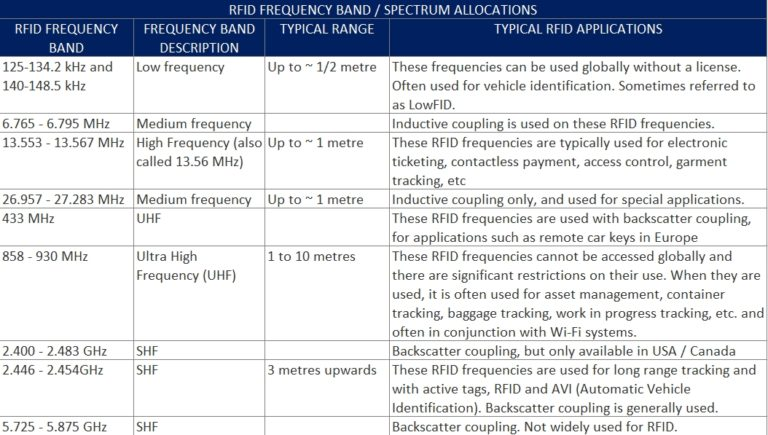 RFID FREQUENCY BAND / SPECTRUM ALLOCATIONS
RFID FREQUENCY BAND FREQUENCY BAND DESCRIPTION TYPICAL RANGE TYPICAL RFID APPLICATIONS
125-134.2 kHz and
140-148.5 kHz
Low frequency
Up to ~ 1/2 metre
These frequencies can be used globally without a license.
Often used for vehicle identification. Sometimes referred to
as LowFID.
6.765 - 6.795 MHz
Medium frequency
Inductive coupling is used on these RFID frequencies.
13.553 - 13.567 MHz
High Frequency (also
called 13.56 MHz)
Up to ~ 1 metre
These RFID frequencies are typically used for electronic
ticketing, contactless payment, access control, garment
tracking, etc
26.957 - 27.283 MHz
Medium frequency
Up to ~ 1 metre
Inductive coupling only, and used for special applications.
433 MHz
UHF
These RFID frequencies are used with backscatter coupling,
for applications such as remote car keys in Europe
858 - 930 MHz
Ultra High
Frequency (UHF)
1 to 10 metres
These RFID frequencies cannot be accessed globally and
there are significant restrictions on their use. When they are
used, it is often used for asset management, container
tracking, baggage tracking, work in progress tracking, etc. and
often in conjunction with Wi-Fi systems.
2.400 - 2.483 GHz
SHF
Backscatter coupling, but only available in USA / Canada
2.446 - 2.454GHz
SHF
3 metres upwards
These RFID frequencies are used for long range tracking and
with active tags, RFID and AVI (Automatic Vehicle
Identification). Backscatter coupling is generally used.
5.725 - 5.875 GHz
SHF
Backscatter coupling. Not widely used for RFID.